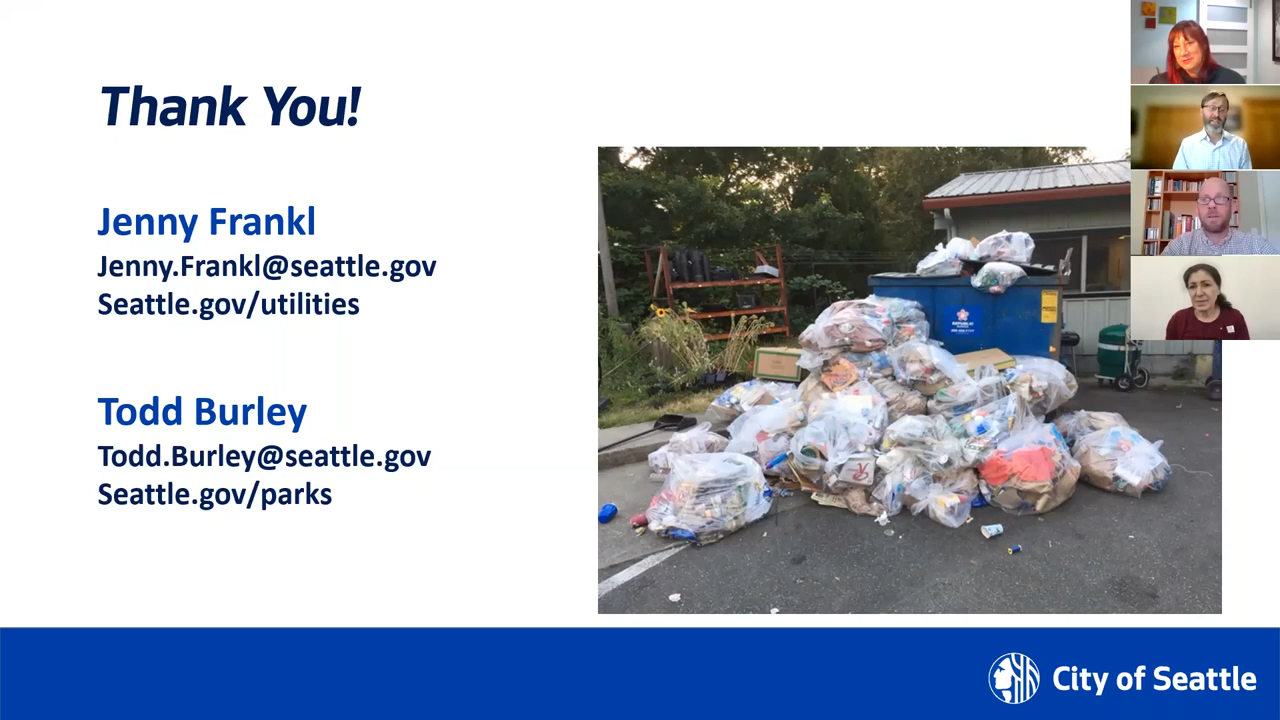 Thank You!
Jenny Frankl
Jenny.Frankl@seattle.gov
Seattle.gov/utilities
Todd Burley
Todd.Burley@seattle.gov
Seattle.gov/parks
REPUBLIC
City of Seattle